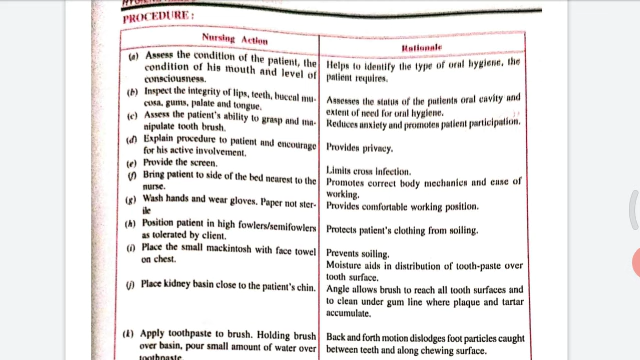 PROCEDURE :
Nursing Action
Rationale
(a) Assess the condition of the patient, the
condition of his mouth and level of
consciousness.
(b) Inspect the integrity of lips, teeth, buccal mu-
cosa, gums, palate and tongue.
(c) Assess the patient's ability to grasp and ma-
nipulate tooth brush.
(d) Explain procedure to patient and encourage
for his active involvement.
(e) Provide the screen.
(f) Bring patient to side of the bed nearest to the
nurse.
(g) Wash hands and wear gloves. Paper not ster-
ile
(h) Position patient in high fowlers/semifowlers
as tolerated by client.
(i) Place the small mackintosh with face towel
on chest.
(j) Place kidney basin close to the patient's chin.
(k) Apply toothpaste to brush. Holding brush
over basin, pour small amount of water over
toothpaste
Helps to identify the type of oral hygiene, the
patient requires.
Assesses the status of the patients oral cavity and
extent of need for oral hygiene.
Reduces anxiety and promotes patient participation.
Provides privacy.
Limits cross infection.
Promotes correct body mechanics and ease of
working.
Provides comfortable working position.
Protects patient's clothing from soiling.
Prevents soiling.
Moisture aids in distribution of tooth-paste over
tooth surface.
Angle allows brush to reach all tooth surfaces and
to clean under gum line where plaque and tartar
accumulate.
Back and forth motion dislodges foot particles caught
between teeth and along chewing surface.